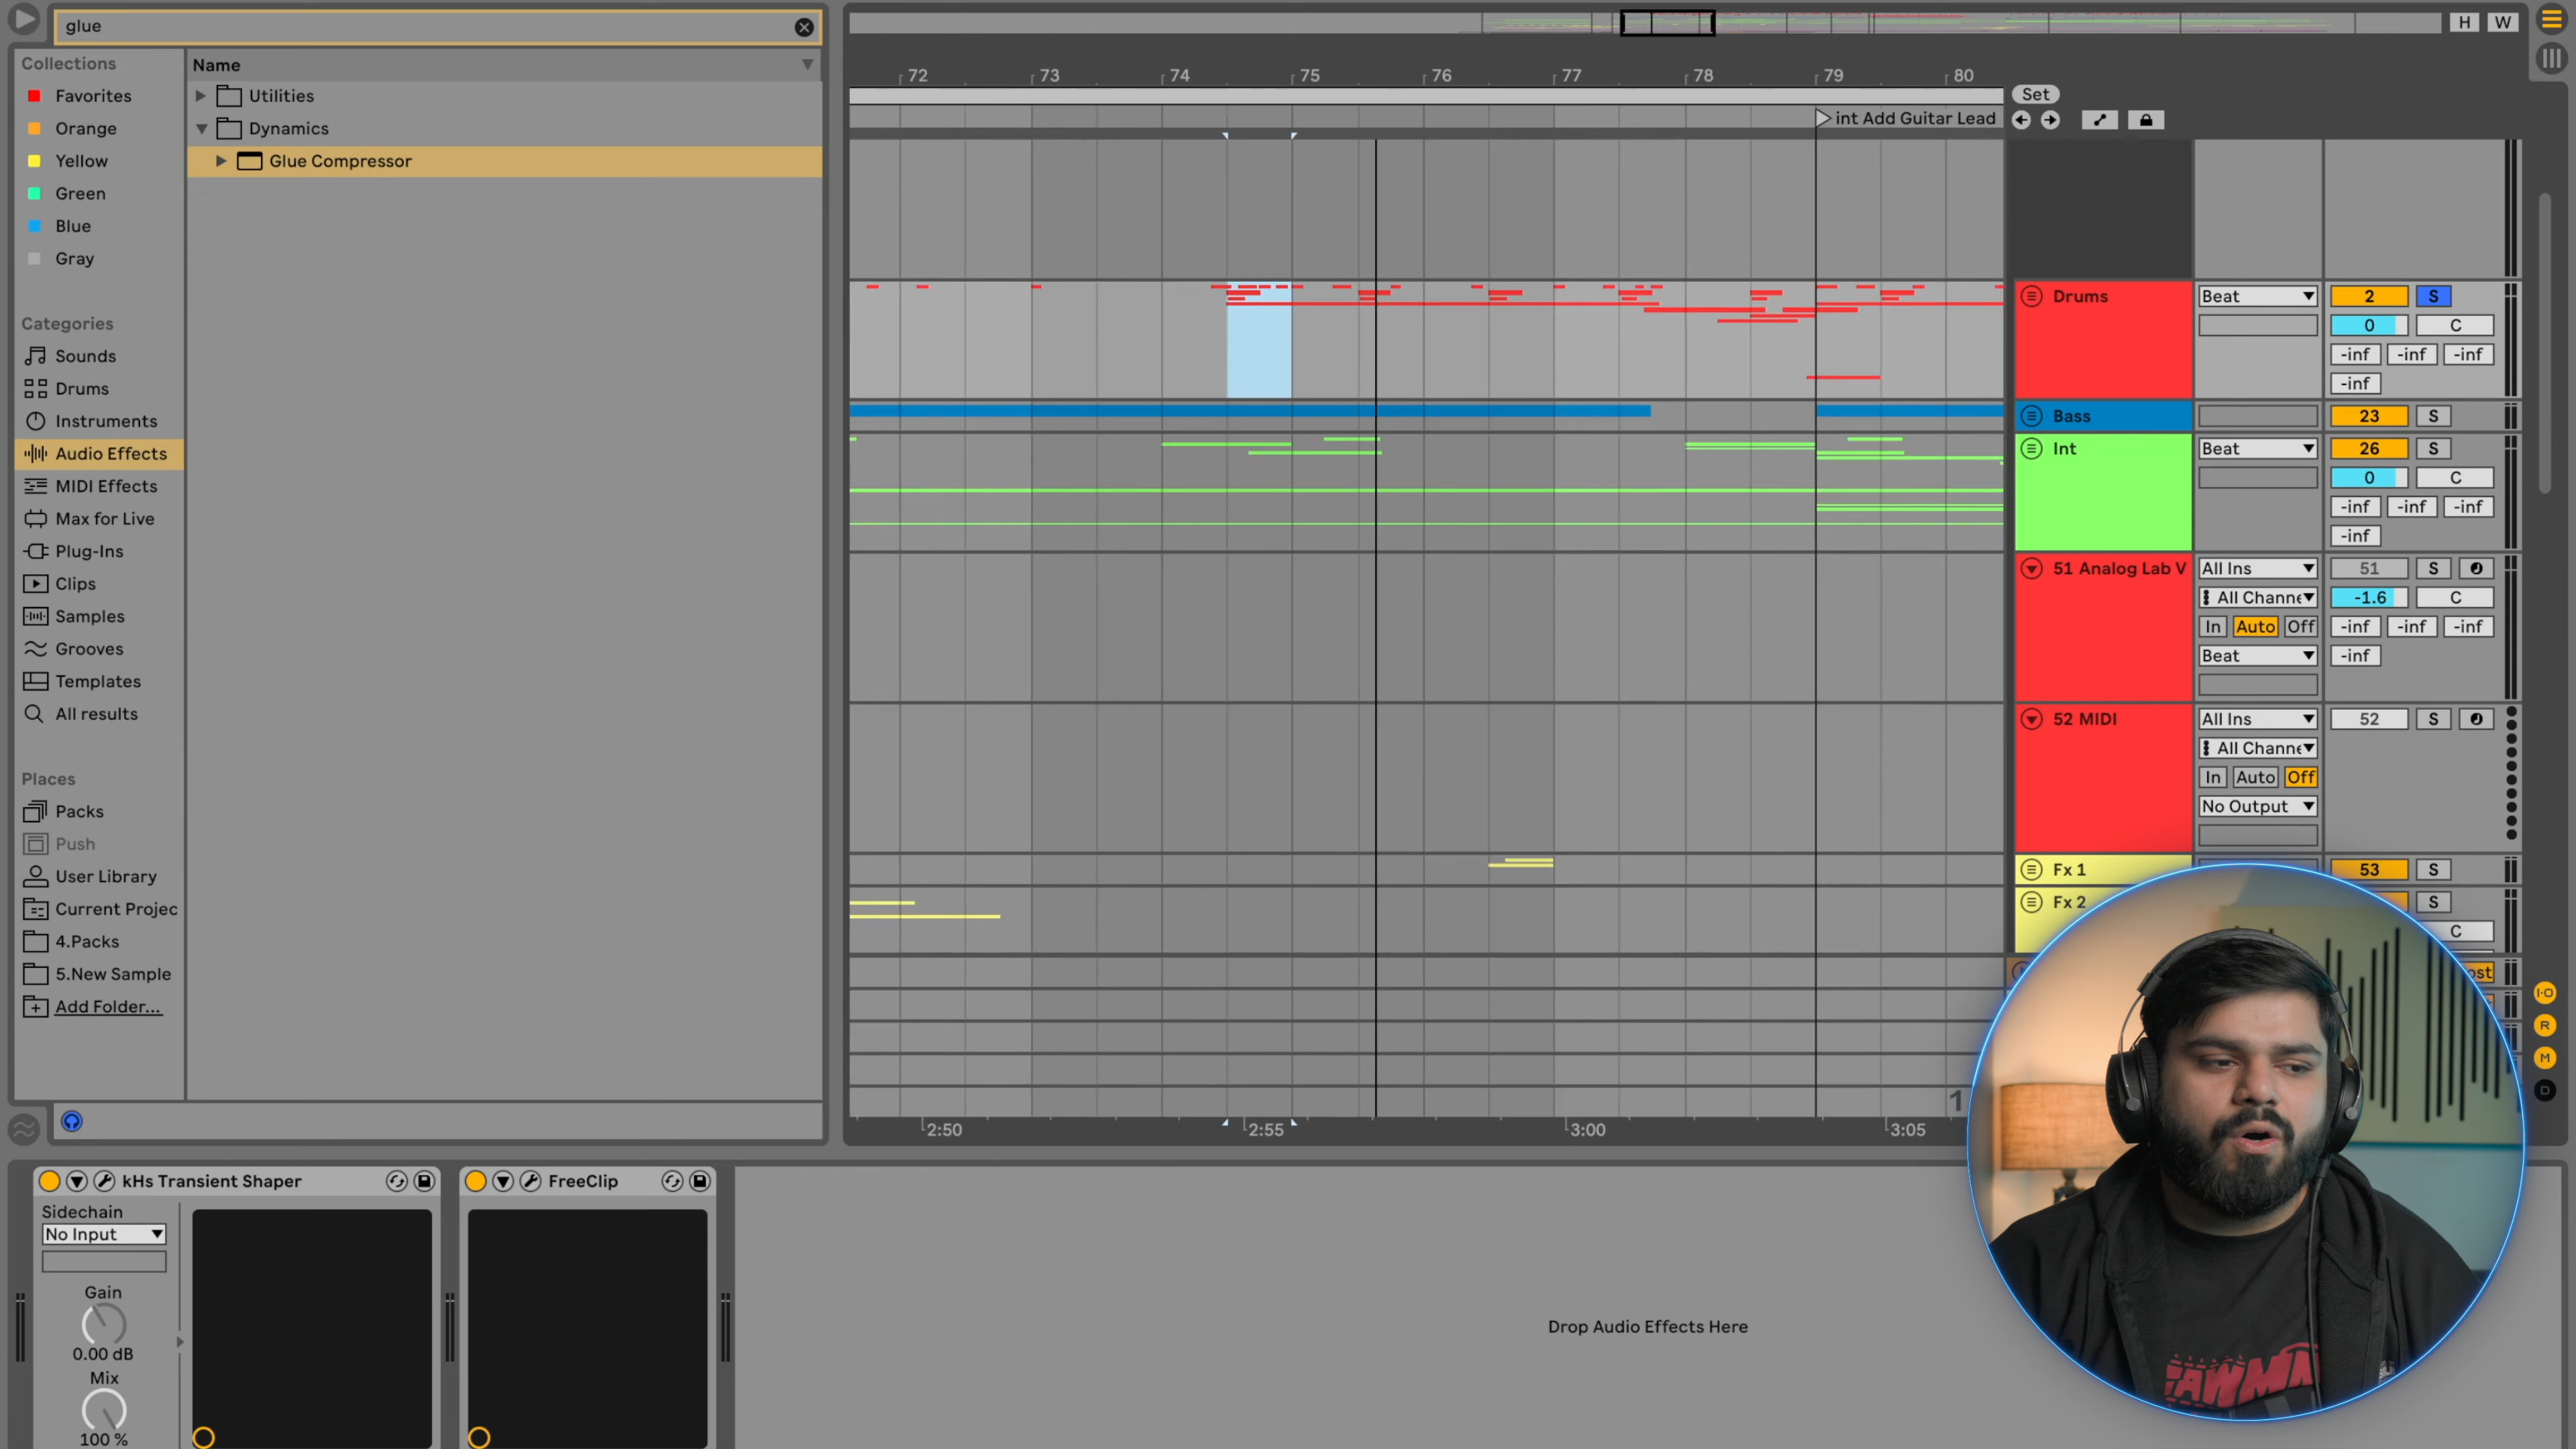 glue
H W
Collections
Favorites
Orange
Yellow
Green
Blue
Gray
Categories
Sounds
Drums
Instruments
Audio Effects
MIDI Effects
Max for Live
Plug-Ins
Clips
Samples
Grooves
Templates
All results
Places
Packs
Push
User Library
Current Projec
4.Packs
5.New Sample
Add Folder...
Name
Utilities
Dynamics
Glue Compressor
72 73 74 75 76 77 78 79 80
Set
int Add Guitar Lead
Drums Beat 2 S
0 C
-inf -inf -inf
-inf
Bass 23 S
Int Beat 26 S
0 C
-inf -inf -inf
-inf
51 Analog Lab V All Ins 51 S
All Channe -1.6 C
In Auto Off -inf -inf -inf
Beat -inf
52 MIDI All Ins 52 S
All Channe
In Auto Off
No Output
Fx 1 53 S
Fx 2 S
C
ost
I·O
R
M
D
1
2:50 2:55 3:00 3:05
kHs Transient Shaper
Sidechain
No Input
Gain
0.00 dB
Mix
100 %
FreeClip
Drop Audio Effects Here